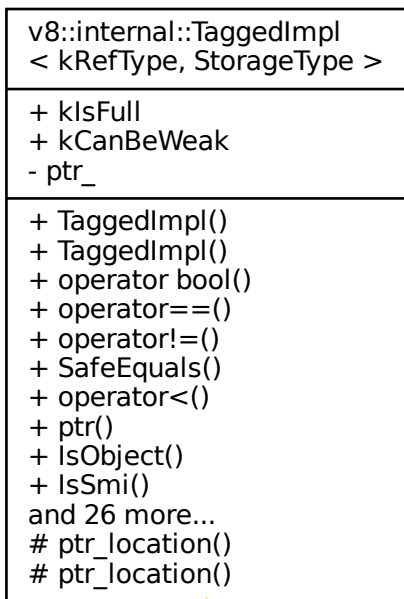 v8::internal::TaggedImpl
< kRefType, StorageType >
+ kIsFull
+ kCanBeWeak
- ptr_
+ TaggedImpl()
+ TaggedImpl()
+ operator bool()
+ operator==()
+ operator!=()
+ SafeEquals()
+ operator<()
+ ptr()
+ IsObject()
+ IsSmi()
and 26 more...
# ptr_location()
# ptr_location()